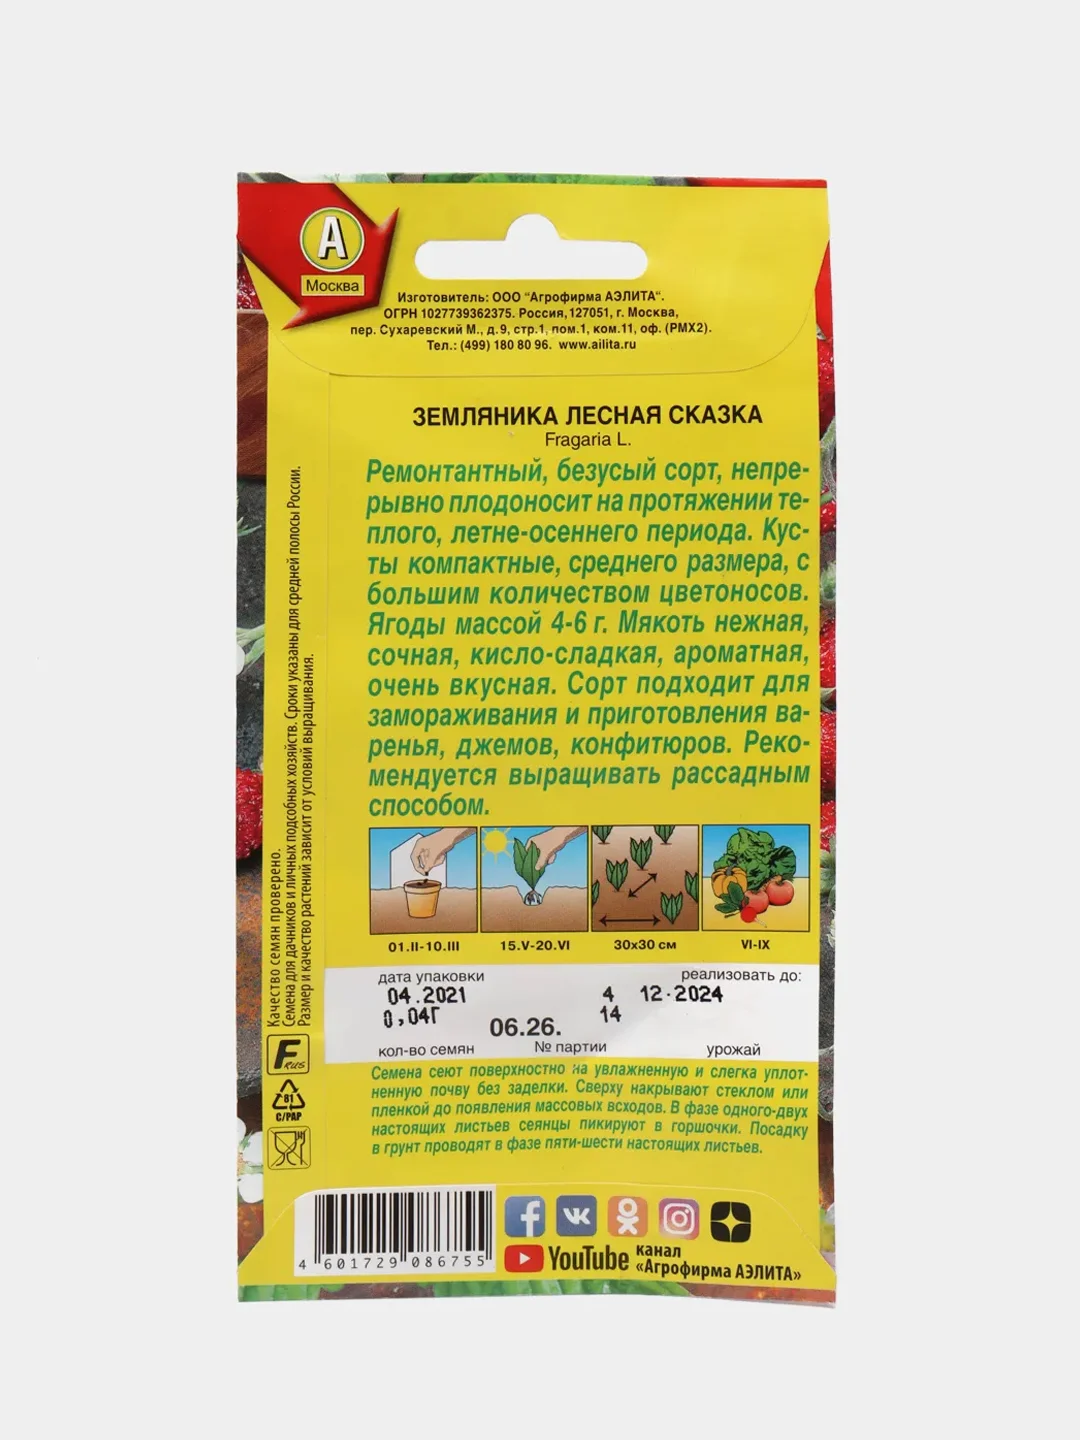 А
Москва
Изготовитель: ООО "Агрофирма АЭЛИТА".
ОГРН 1027739362375. Россия,127051, г. Москва,
пер. Сухаревский М., д.9, стр.1, пом.1, ком.11, оф. (РМХ2).
Тел.: (499) 180 80 96. www.ailita.ru
ЗЕМЛЯНИКА ЛЕСНАЯ СКАЗКА
Fragaria L.
Ремонтантный, безусый сорт, непре-
рывно плодоносит на протяжении те-
плого, летне-осеннего периода. Кус-
ты компактные, среднего размера, с
большим количеством цветоносов.
Ягоды массой 4-6 г. Мякоть нежная,
сочная, кисло-сладкая, ароматная,
очень вкусная. Сорт подходит для
замораживания и приготовления ва-
ренья, джемов, конфитюров. Реко-
мендуется выращивать рассадным
способом.
01.II-10.III
15.V-20.VI
30х30 см
VI-IX
дата упаковки
реализовать до:
04.2021
4 12.2024
0,04Г
14
06.26.
кол-во семян
№ партии
урожай
Семена сеют поверхностно на увлажненную и слегка уплот-
ненную почву без заделки. Сверху накрывают стеклом или
пленкой до появления массовых всходов. В фазе одного-двух
настоящих листьев сеянцы пикируют в горшочки. Посадку
в грунт проводят в фазе пяти-шести настоящих листьев.
Качество семян проверено.
Семена для дачников и личных подсобных хозяйств. Сроки указаны для средней полосы России.
Размер и качество растений зависит от условий выращивания.
F RUS
81
C/PAP
4 601729 086755
YouTube
канал
«Агрофирма АЭЛИТА»